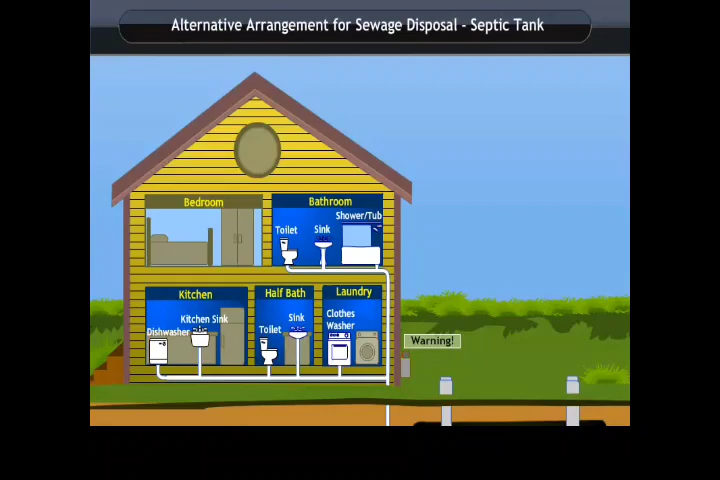 Alternative Arrangement for Sewage Disposal - Septic Tank
Bedroom
Bathroom
Shower/Tub
Toilet
Sink
Kitchen
Half Bath
Laundry
Kitchen Sink
Dishwasher
Sink
Toilet
Clothes
Washer
Warning!